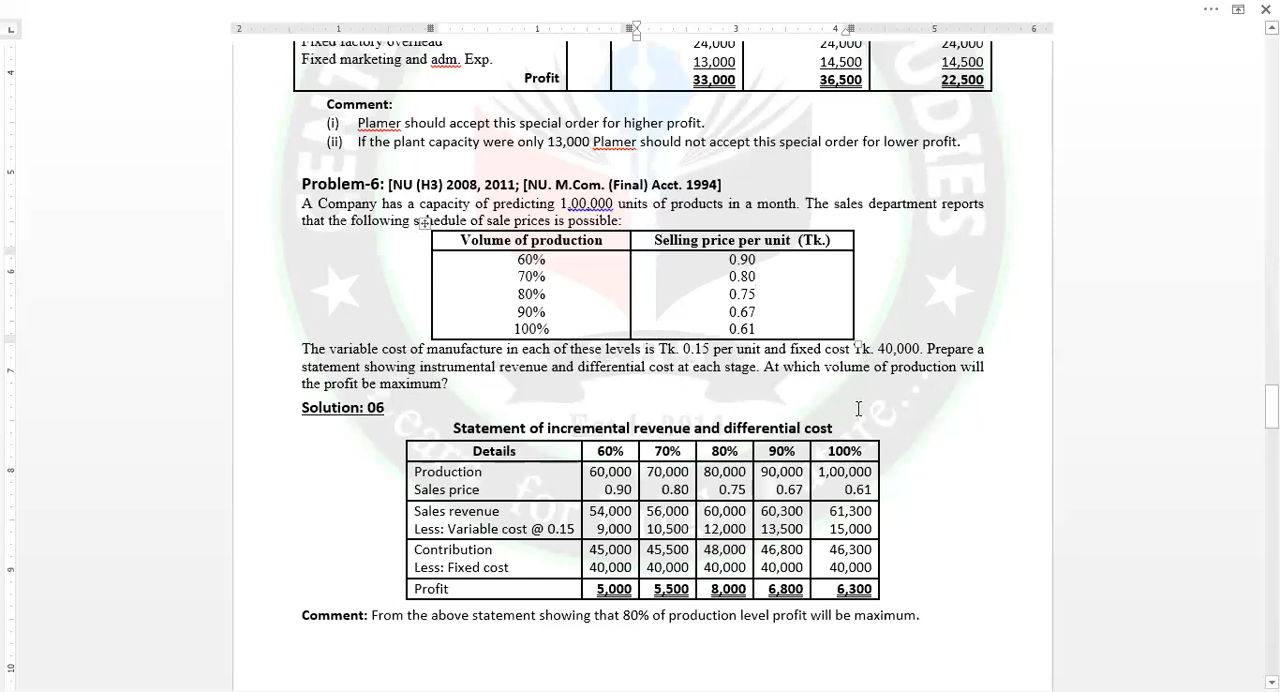 2 1 1 3 4 5 6
Fixed factory overhead 24,000 24,000 24,000
Fixed marketing and adm. Exp. 13,000 14,500 14,500
Profit 33,000 36,500 22,500
Comment:
(i) Plamer should accept this special order for higher profit.
(ii) If the plant capacity were only 13,000 Plamer should not accept this special order for lower profit.
Problem-6: [NU (H3) 2008, 2011; [NU. M.Com. (Final) Acct. 1994]
A Company has a capacity of predicting 1,00,000 units of products in a month. The sales department reports
that the following schedule of sale prices is possible:
Volume of production Selling price per unit (Tk.)
60% 0.90
70% 0.80
80% 0.75
90% 0.67
100% 0.61
The variable cost of manufacture in each of these levels is Tk. 0.15 per unit and fixed cost Tk. 40,000. Prepare a
statement showing instrumental revenue and differential cost at each stage. At which volume of production will
the profit be maximum?
Solution: 06
Statement of incremental revenue and differential cost
Details 60% 70% 80% 90% 100%
Production 60,000 70,000 80,000 90,000 1,00,000
Sales price 0.90 0.80 0.75 0.67 0.61
Sales revenue 54,000 56,000 60,000 60,300 61,300
Less: Variable cost @ 0.15 9,000 10,500 12,000 13,500 15,000
Contribution 45,000 45,500 48,000 46,800 46,300
Less: Fixed cost 40,000 40,000 40,000 40,000 40,000
Profit 5,000 5,500 8,000 6,800 6,300
Comment: From the above statement showing that 80% of production level profit will be maximum.
4
5
6
7
8
9
10